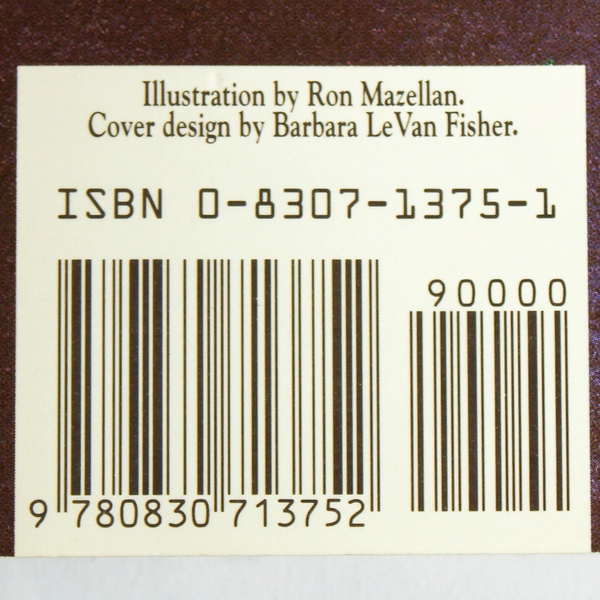 Illustration by Ron Mazellan.
Cover design by Barbara LeVan Fisher.
ISBN 0-8307-1375-1
90000
9 780830 713752